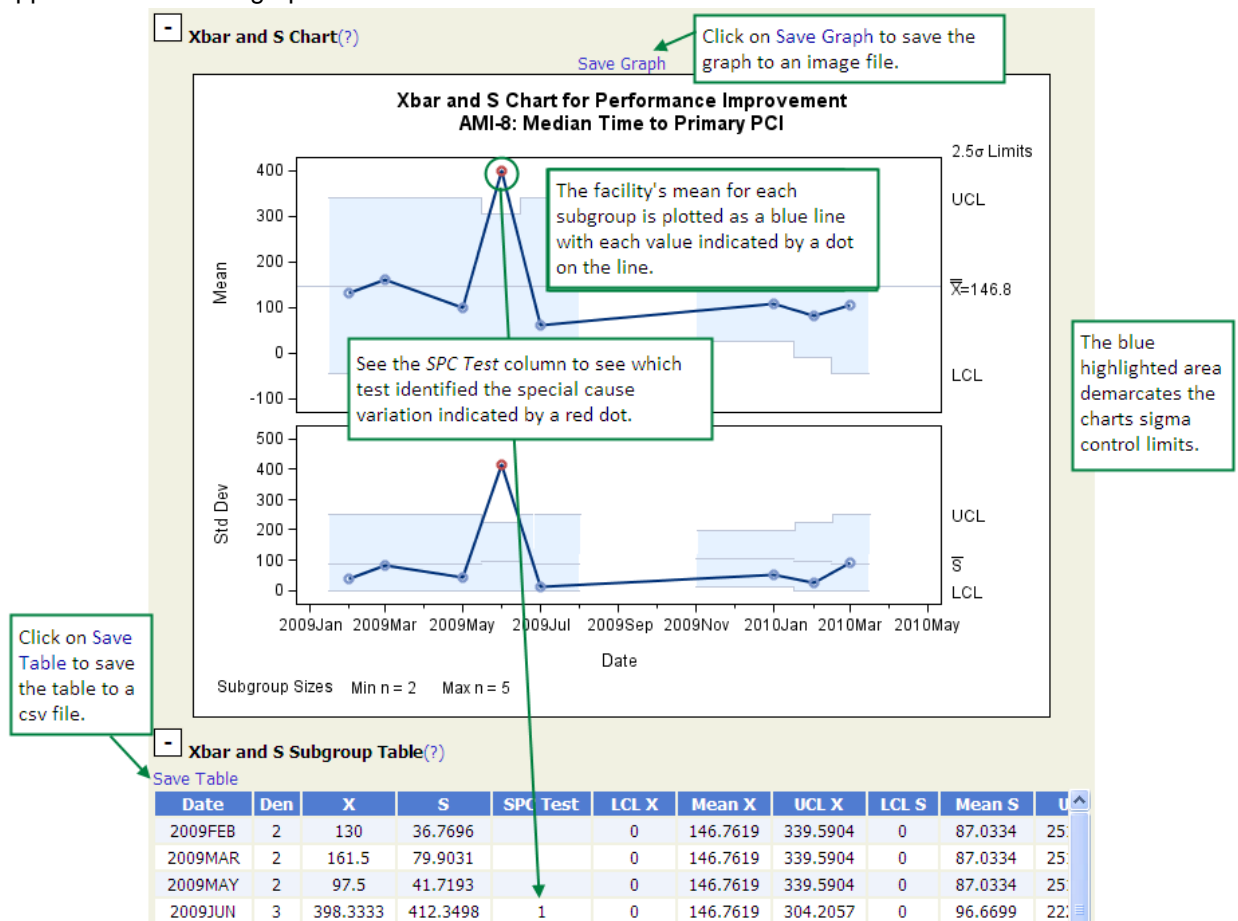 - Xbar and S Chart(?)
Save Graph
Click on Save Graph to save the
graph to an image file.
Xbar and S Chart for Performance Improvement
AMI-8: Median Time to Primary PCI
2.5σ Limits
400
300
200
100
0
-100
Mean
UCL
X̿=146.8
LCL
The facility's mean for each
subgroup is plotted as a blue line
with each value indicated by a dot
on the line.
See the SPC Test column to see which
test identified the special cause
variation indicated by a red dot.
The blue
highlighted area
demarcates the
charts sigma
control limits.
500
400
300
200
100
0
Std Dev
UCL
S̅
LCL
2009Jan 2009Mar 2009May 2009Jul 2009Sep 2009Nov 2010Jan 2010Mar 2010May
Date
Subgroup Sizes Min n = 2 Max n = 5
Click on Save
Table to save
the table to a
csv file.
- Xbar and S Subgroup Table(?)
Save Table
Date Den X S SPC Test LCL X Mean X UCL X LCL S Mean S
2009FEB 2 130 36.7696 0 146.7619 339.5904 0 87.0334
2009MAR 2 161.5 79.9031 0 146.7619 339.5904 0 87.0334
2009MAY 2 97.5 41.7193 0 146.7619 339.5904 0 87.0334
2009JUN 3 398.3333 412.3498 1 0 146.7619 304.2057 0 96.6699